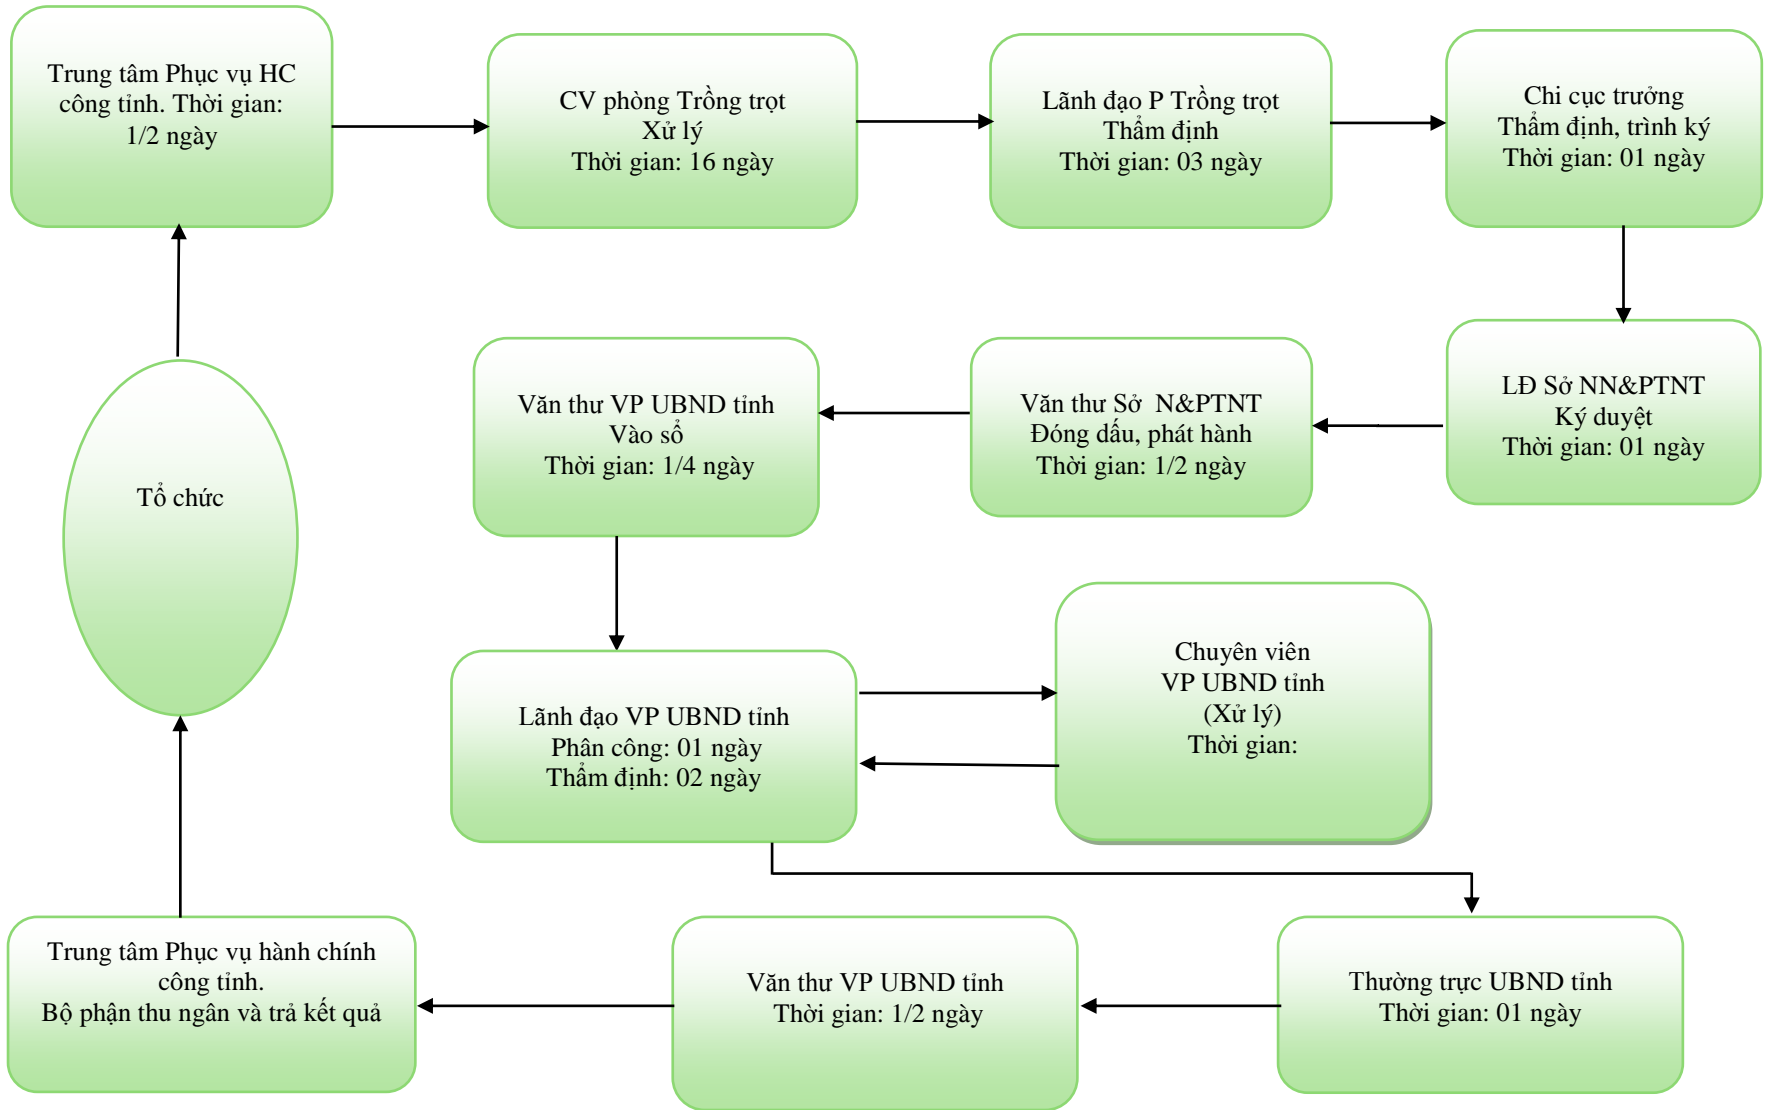 Trung tâm Phục vụ HC
công tỉnh. Thời gian:
1/2 ngày
CV phòng Trồng trọt
Xử lý
Thời gian: 16 ngày
Lãnh đạo P Trồng trọt
Thẩm định
Thời gian: 03 ngày
Chi cục trưởng
Thẩm định, trình ký
Thời gian: 01 ngày
LĐ Sở NN&PTNT
Ký duyệt
Thời gian: 01 ngày
Văn thư Sở N&PTNT
Đóng dấu, phát hành
Thời gian: 1/2 ngày
Văn thư VP UBND tỉnh
Vào sổ
Thời gian: 1/4 ngày
Tổ chức
Lãnh đạo VP UBND tỉnh
Phân công: 01 ngày
Thẩm định: 02 ngày
Chuyên viên
VP UBND tỉnh
(Xử lý)
Thời gian:
Thường trực UBND tỉnh
Thời gian: 01 ngày
Văn thư VP UBND tỉnh
Thời gian: 1/2 ngày
Trung tâm Phục vụ hành chính
công tỉnh.
Bộ phận thu ngân và trả kết quả